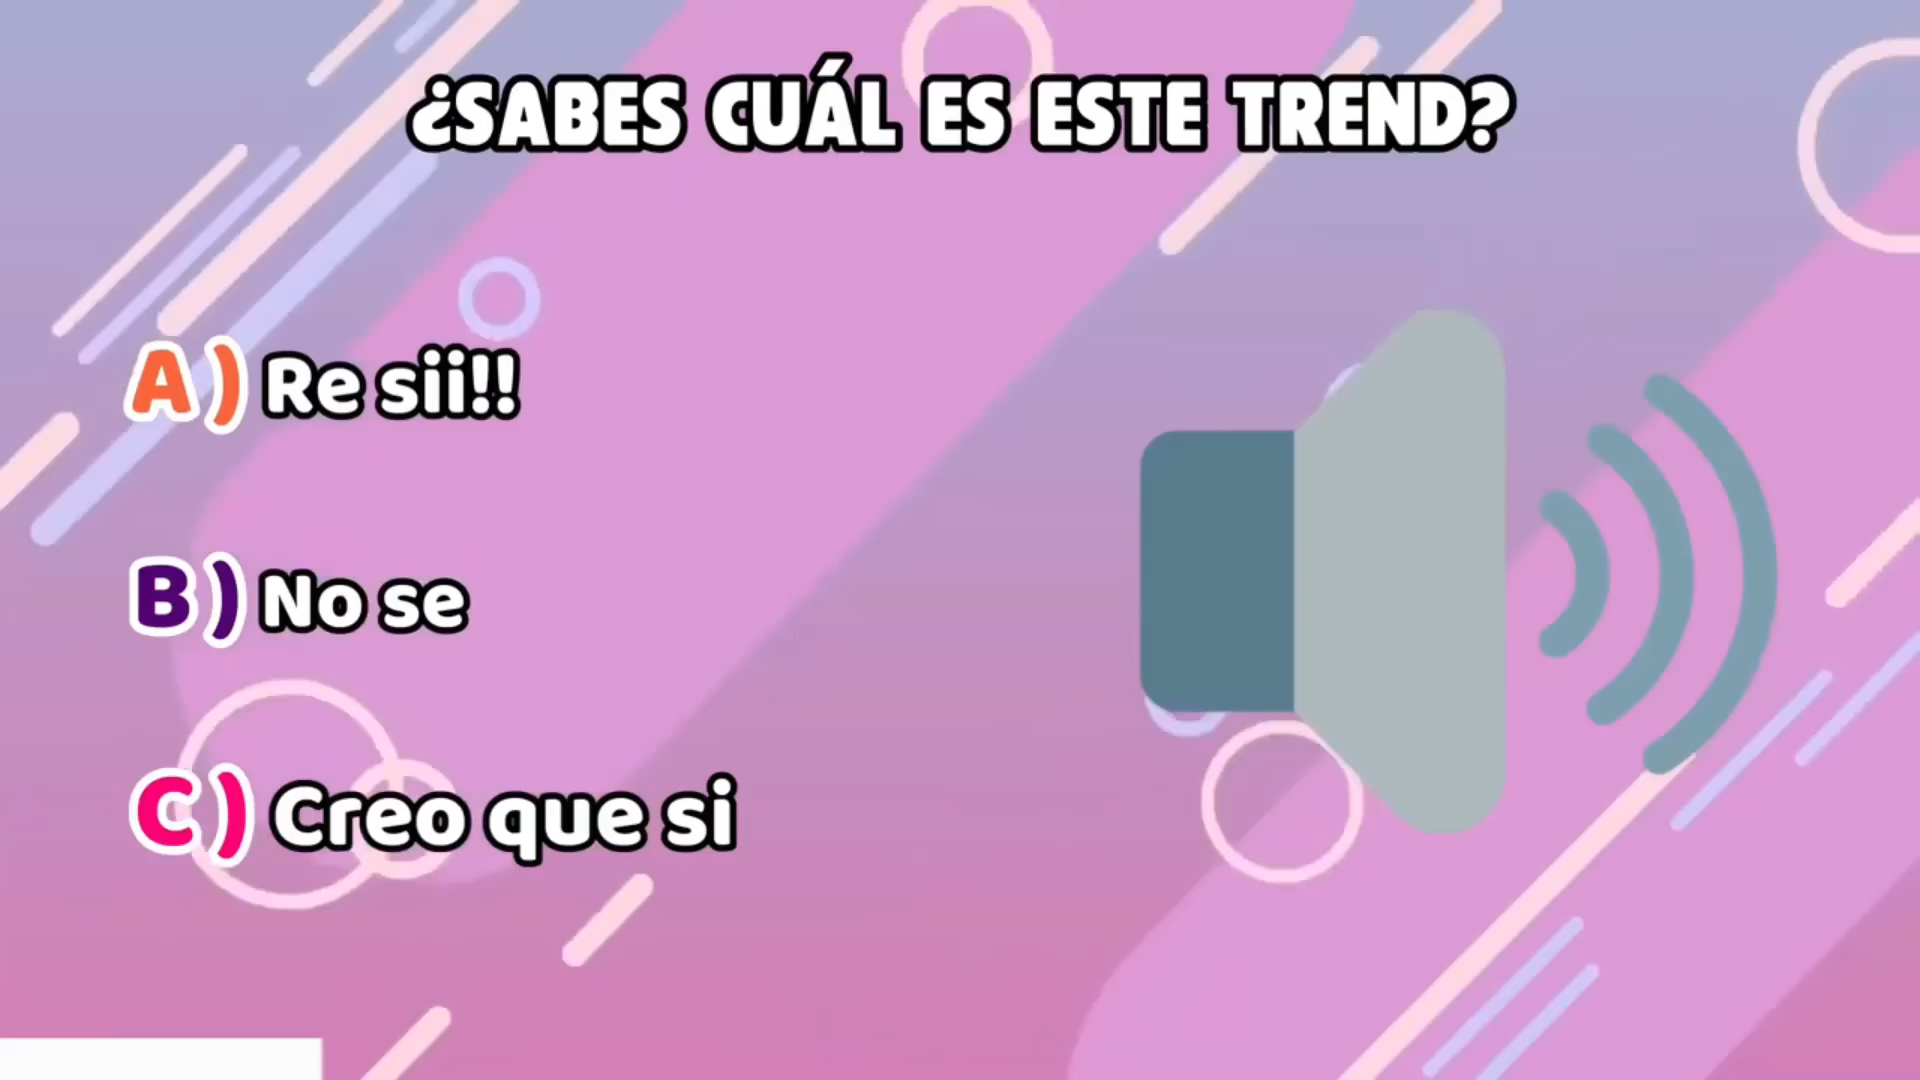 ¿SABES CUÁL ES ESTE TREND?
A) Re sii!!
B) No se
C) Creo que si